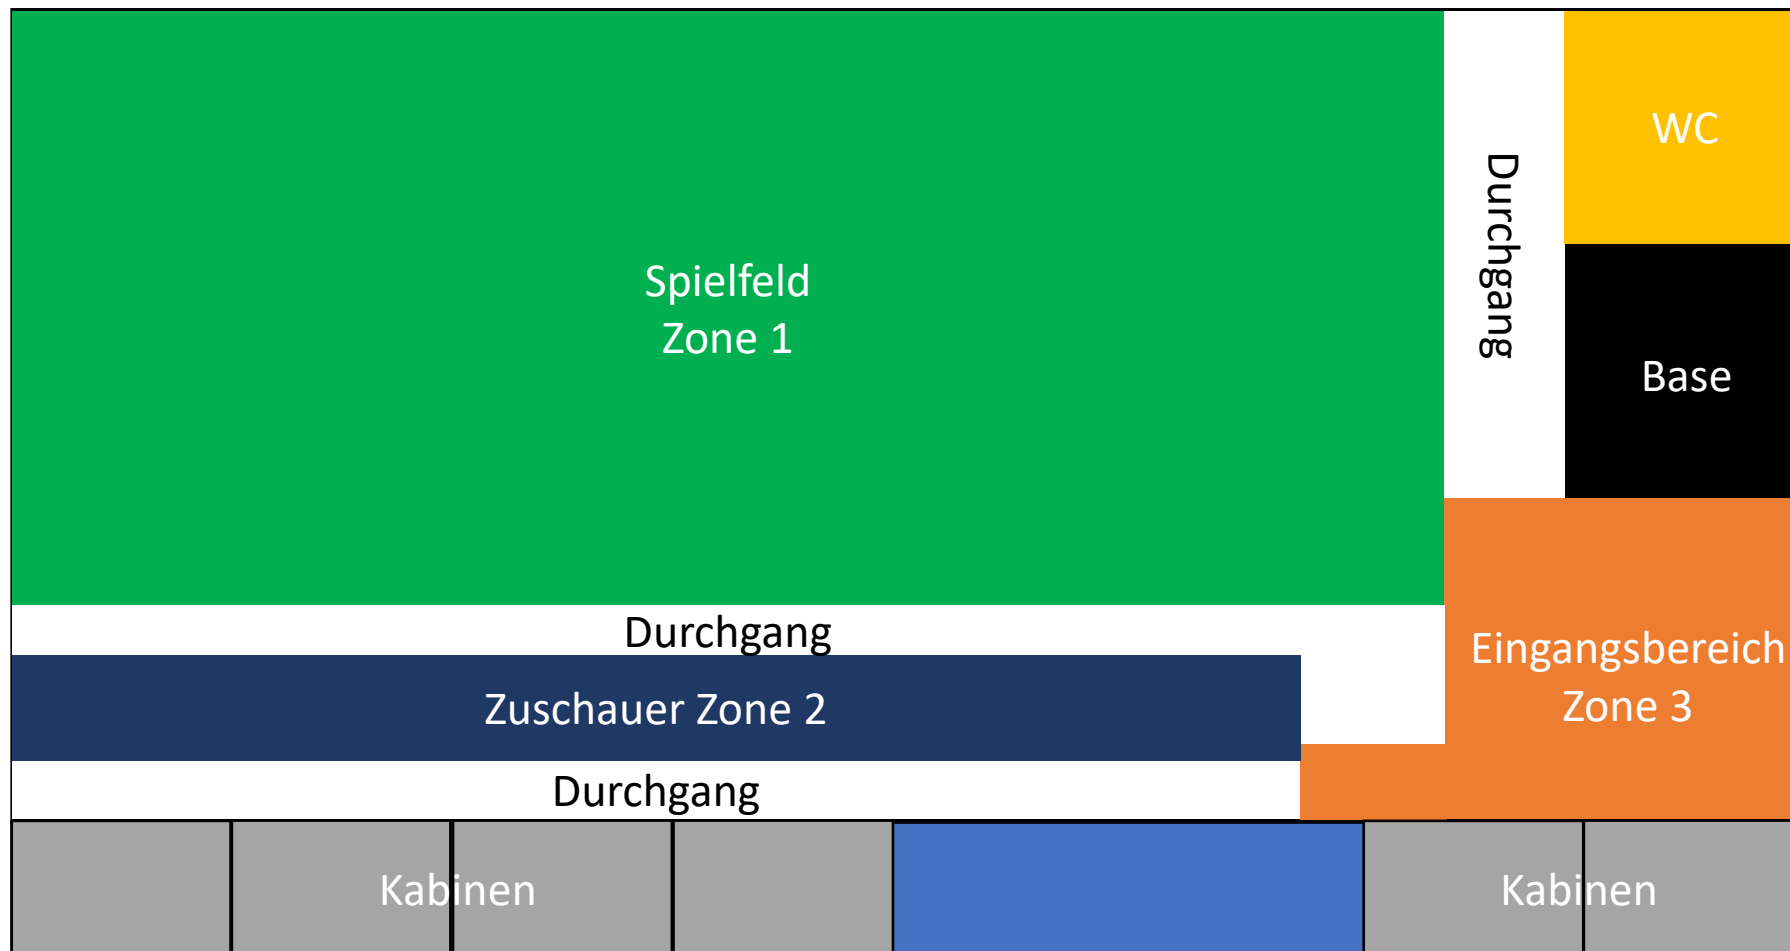 WC
Durchgang
Spielfeld
Zone 1
Base
Durchgang
Eingangsbereich
Zone 3
Zuschauer Zone 2
Durchgang
Kabinen
Kabinen